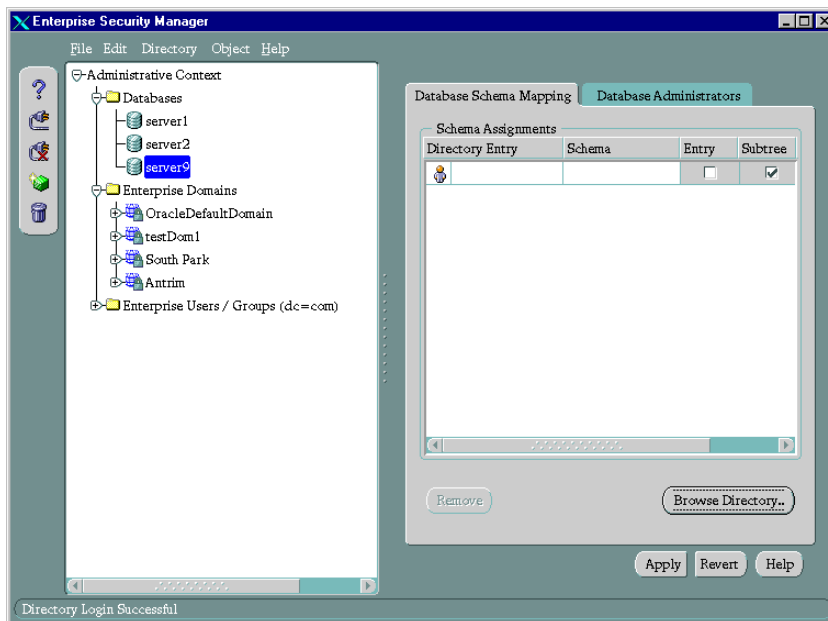 Enterprise Security Manager
File Edit Directory Object Help
Administrative Context
Databases
server1
server2
server9
Enterprise Domains
OracleDefaultDomain
testDom1
South Park
Antrim
Enterprise Users / Groups (dc=com)
Database Schema Mapping Database Administrators
Schema Assignments
Directory Entry Schema Entry Subtree
Remove Browse Directory..
Apply Revert Help
Directory Login Successful